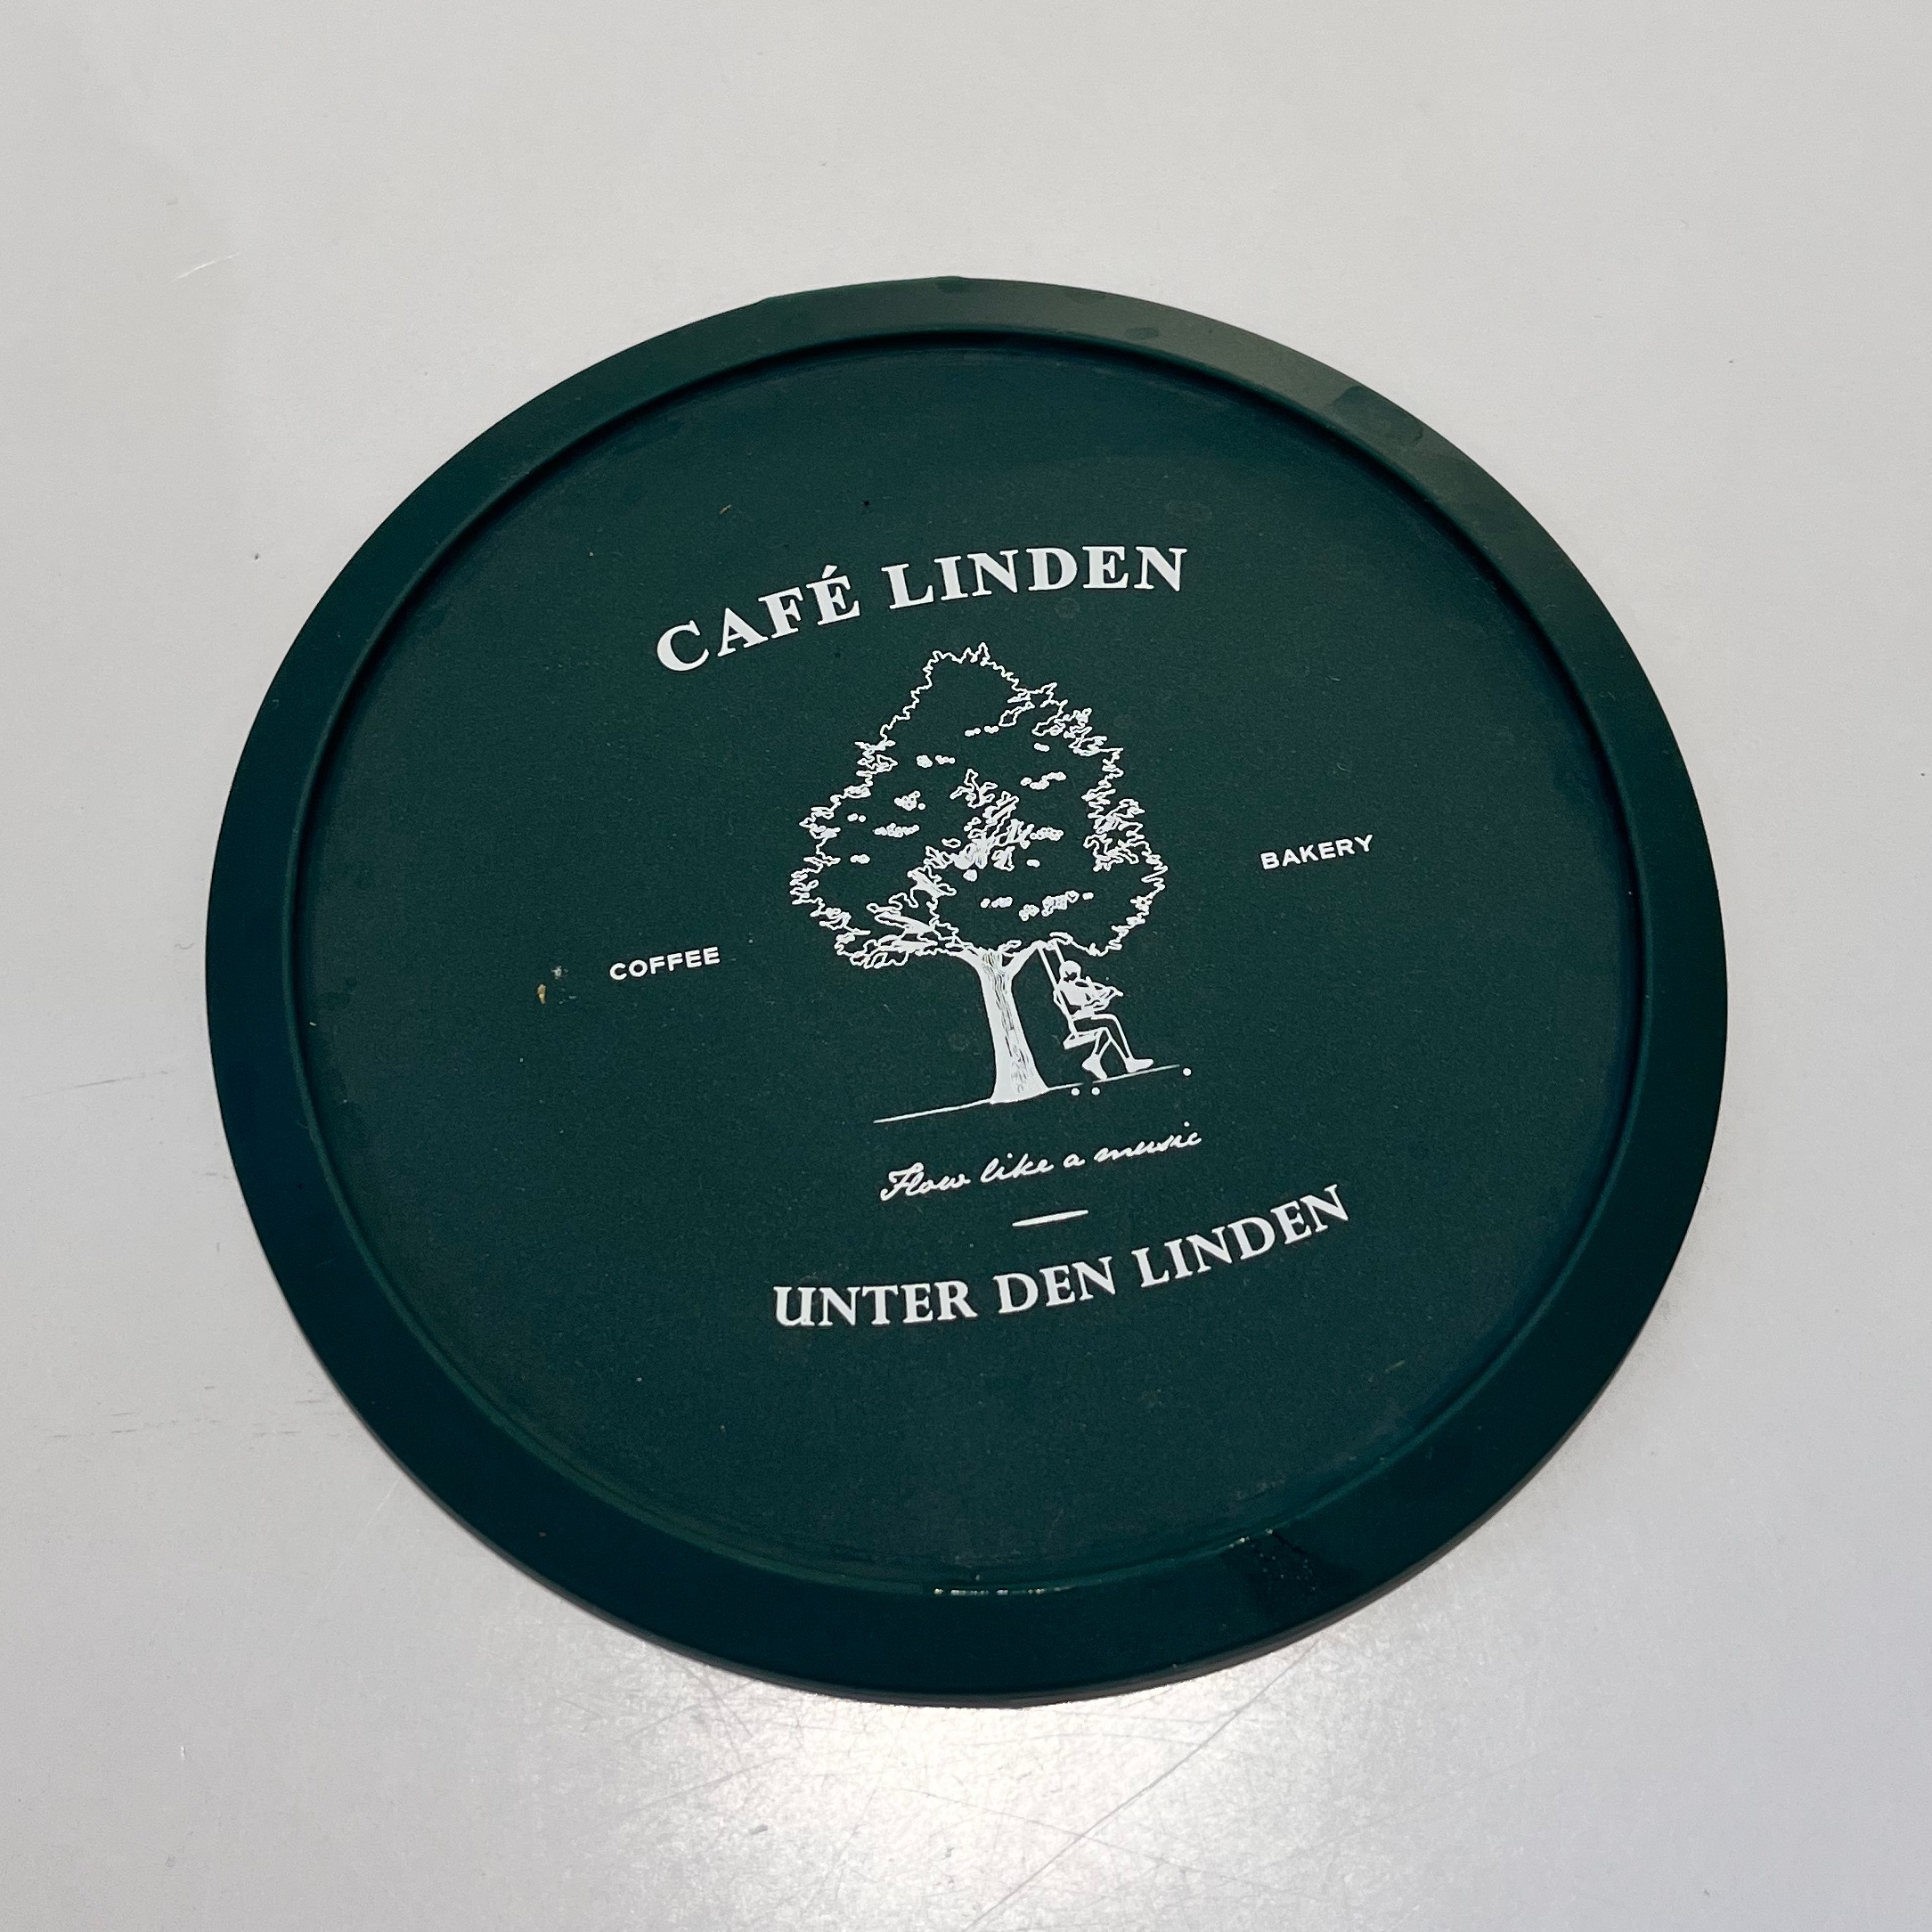 CAFÉ LINDEN
COFFEE
BAKERY
Flow like a music
UNTER DEN LINDEN